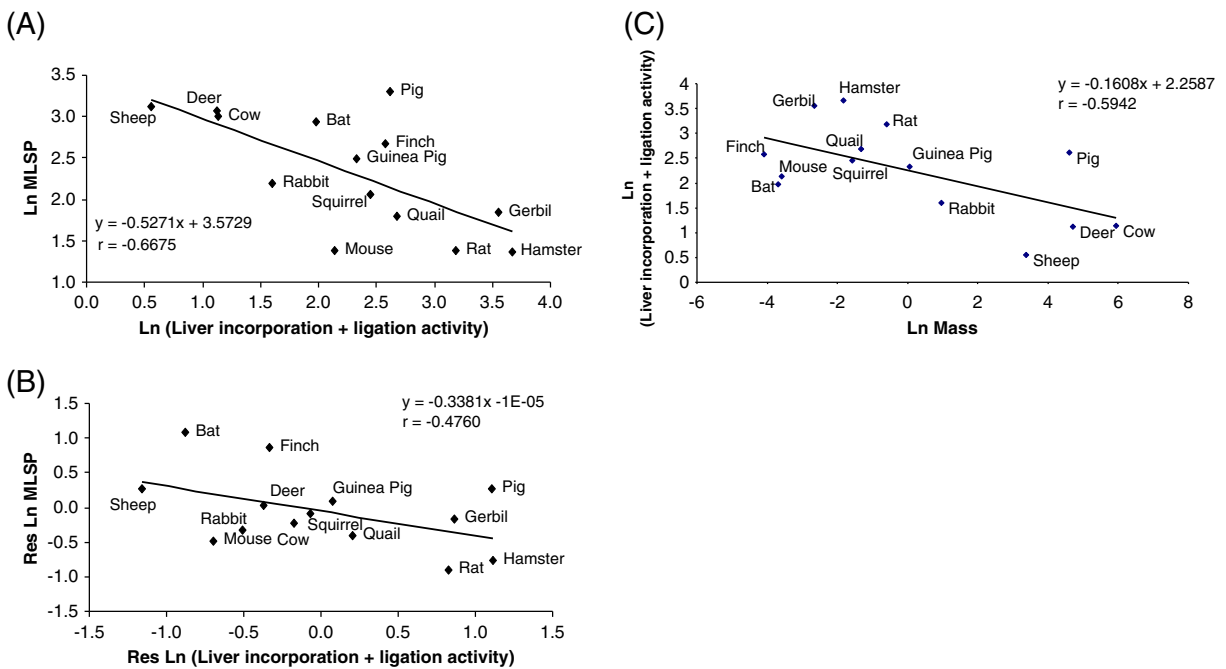 (A)
Ln MLSP
3.5
3.0
2.5
2.0
1.5
1.0
0.0
0.5
1.0
1.5
2.0
2.5
3.0
3.5
4.0
Sheep
Deer
Cow
Bat
Pig
Finch
Guinea Pig
Rabbit
Squirrel
Quail
Gerbil
Mouse
Rat
Hamster
y = -0.5271x + 3.5729
r = -0.6675
Ln (Liver incorporation + ligation activity)
(C)
Ln
(Liver incorporation + ligation activity)
4
3.5
3
2.5
2
1.5
1
0.5
0
-6
-4
-2
0
2
4
6
8
y = -0.1608x + 2.2587
r = -0.5942
Hamster
Gerbil
Rat
Finch
Quail
Guinea Pig
Pig
Mouse
Squirrel
Bat
Rabbit
Deer
Cow
Sheep
Ln Mass
(B)
Res Ln MLSP
1.5
1.0
0.5
0.0
-0.5
-1.0
-1.5
-1.5
-1.0
-0.5
0.0
0.5
1.0
1.5
y = -0.3381x -1E-05
r = -0.4760
Bat
Finch
Sheep
Deer
Guinea Pig
Pig
Rabbit
Squirrel
Gerbil
Mouse
Cow
Quail
Rat
Hamster
Res Ln (Liver incorporation + ligation activity)